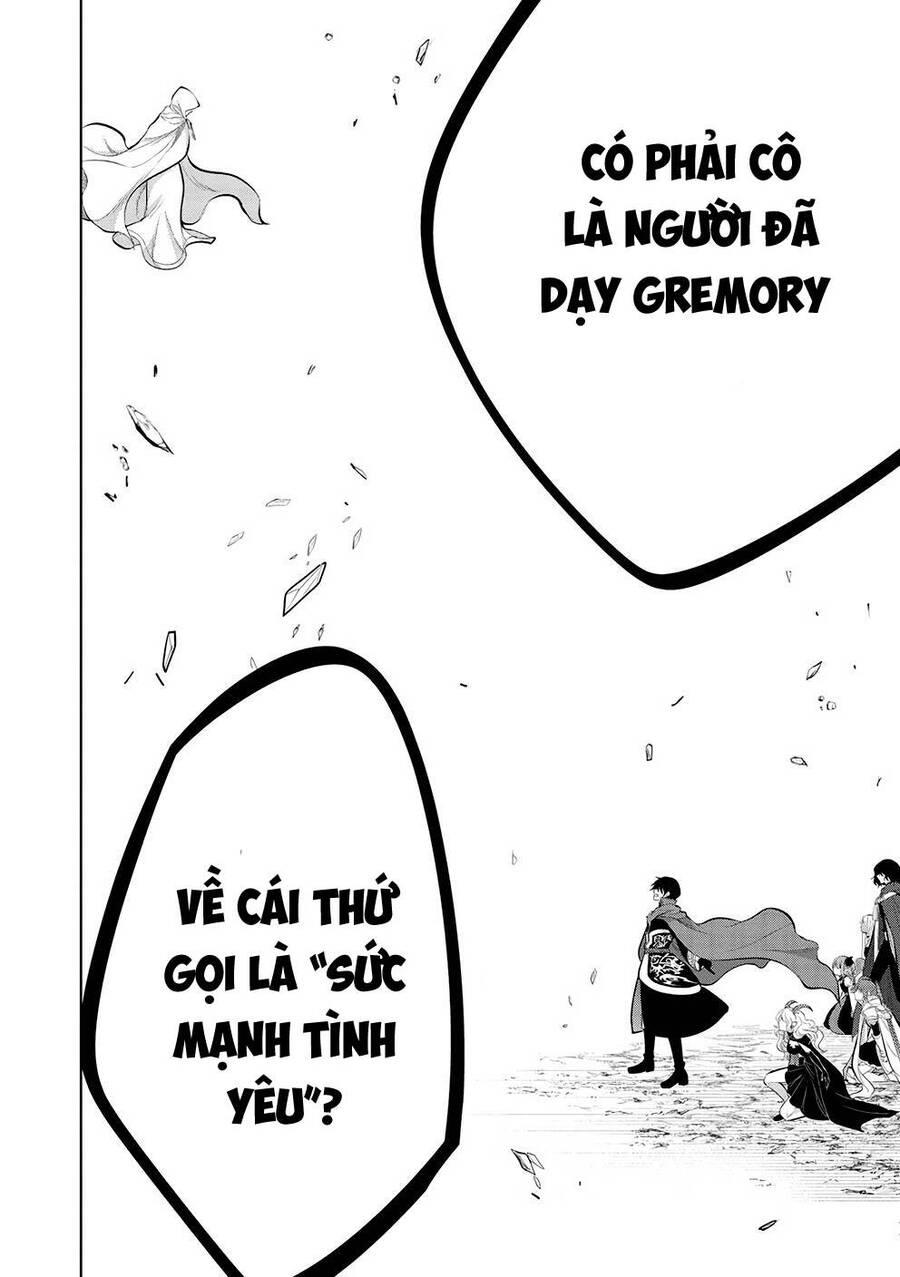 CÓ PHẢI CÔ
LÀ NGƯỜI ĐÃ
DẠY GREMORY
VỀ CÁI THỨ
GỌI LÀ "SỨC
MẠNH TÌNH
YÊU"?